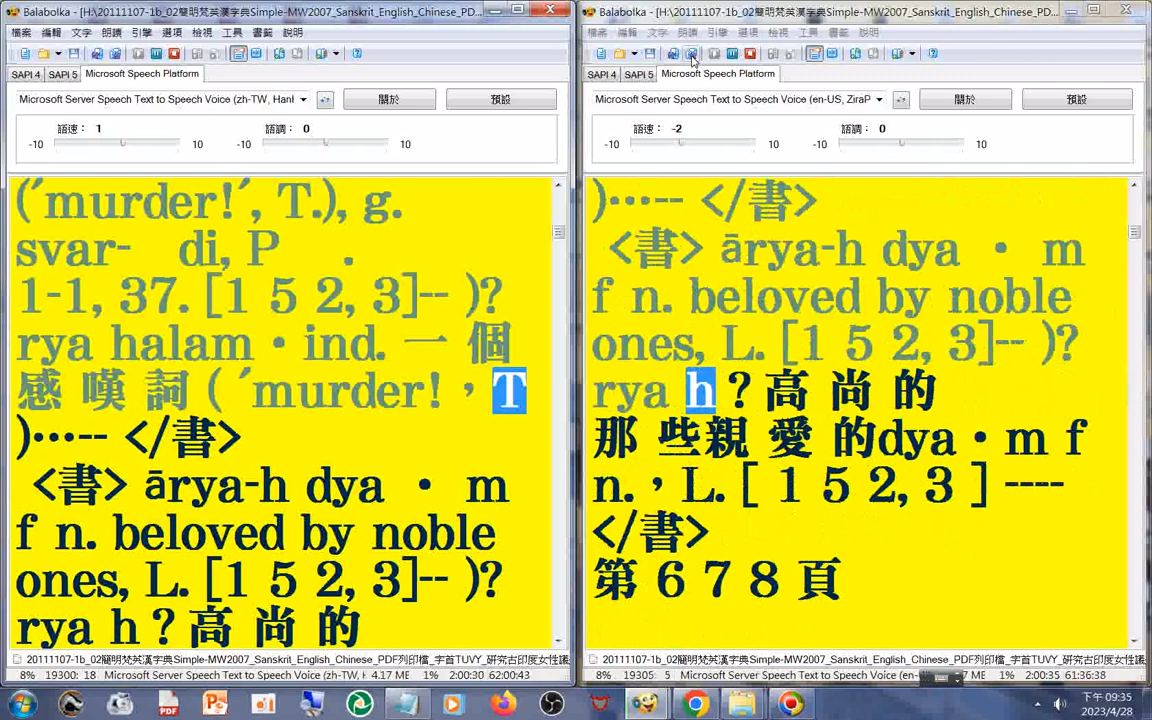 Balabolka - [H:\20111107-1b_02簡明梵英漢字典Simple-MW2007_Sanskrit_English_Chinese_PD...
檔案 編輯 文字 朗讀 引擎 選項 檢視 工具 書籤 說明
SAPI 4 SAPI 5 Microsoft Speech Platform
Microsoft Server Speech Text to Speech Voice (zh-TW, Hanl
關於 預設
語速： 1 語調： 0
-10 10 -10 10
('murder!', T.), g.
svar- di, P .
1-1, 37. [1 5 2, 3]-- )?
rya halam • ind. 一 個
感 嘆 詞 ( ´murder! ，T
)…-- </書>
<書> ārya-h dya • m
f n. beloved by noble
ones, L. [1 5 2, 3]-- )?
rya h？高 尚 的
20111107-1b_02簡明梵英漢字典Simple-MW2007_Sanskrit_English_Chinese_PDF列印檔_字首TUVY_研究古印度女性議
8% 19300: 18 Microsoft Server Speech Text to Speech Voice (zh-TW, H 4.17 ME 1% 2:00:30 62:00:43
Balabolka - [H:\20111107-1b_02簡明梵英漢字典Simple-MW2007_Sanskrit_English_Chinese_PD...
檔案 編輯 文字 朗讀 引擎 選項 檢視 工具 書籤 說明
SAPI 4 SAPI 5 Microsoft Speech Platform
Microsoft Server Speech Text to Speech Voice (en-US, ZiraP
關於 預設
語速： -2 語調： 0
-10 10 -10 10
)…-- </書>
<書> ārya-h dya • m
f n. beloved by noble
ones, L. [1 5 2, 3]-- )?
rya h？高 尚 的
那 些親 愛 的dya • m f
n.，L. [ 1 5 2, 3 ] ----
</書>
第 6 7 8 頁
20111107-1b_02簡明梵英漢字典Simple-MW2007_Sanskrit_English_Chinese_PDF列印檔_字首TUVY_研究古印度女性議
8% 19305: 5 Microsoft Server Speech Text to Speech Voice (en-US, 1% 2:00:35 61:36:38
下午 09:35
2023/4/28